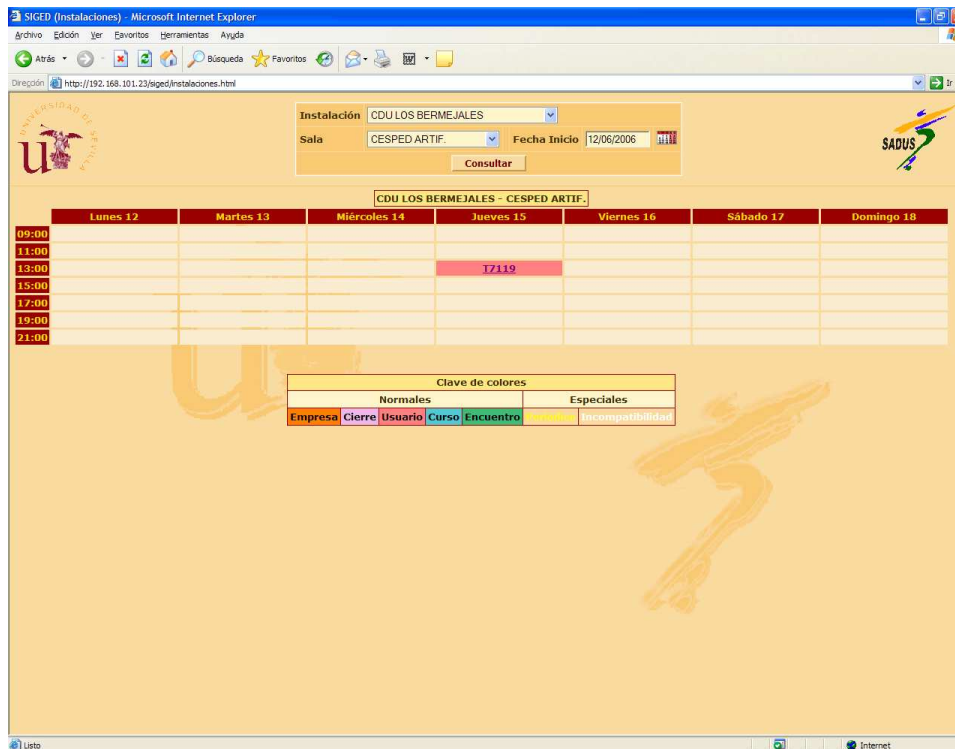 SIGED (Instalaciones) - Microsoft Internet Explorer
Archivo Edición Ver Favoritos Herramientas Ayuda
Atrás Búsqueda Favoritos
Dirección http://192.168.101.23/siged/instalaciones.html Ir
UNIVERSIDAD DE SEVILLA
Instalación CDU LOS BERMEJALES
Sala CESPED ARTIF. Fecha Inicio 12/06/2006
SADUS
Consultar
CDU LOS BERMEJALES - CESPED ARTIF.
Lunes 12 Martes 13 Miércoles 14 Jueves 15 Viernes 16 Sábado 17 Domingo 18
09:00
11:00
13:00 I7119
15:00
17:00
19:00
21:00
Clave de colores
Normales Especiales
Empresa Cierre Usuario Curso Encuentro Incompatibilidad
Listo Internet